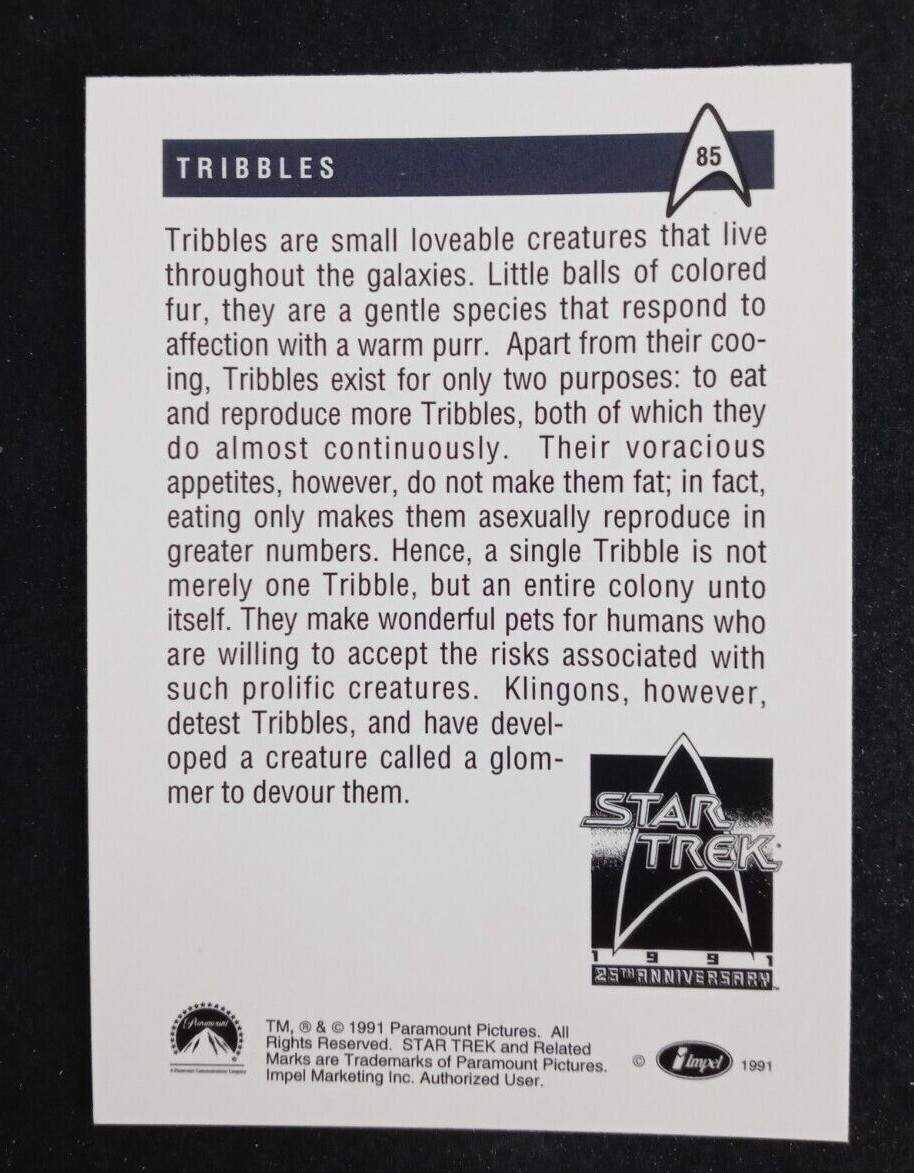 TRIBBLES
85
Tribbles are small loveable creatures that live
throughout the galaxies. Little balls of colored
fur, they are a gentle species that respond to
affection with a warm purr. Apart from their coo-
ing, Tribbles exist for only two purposes: to eat
and reproduce more Tribbles, both of which they
do almost continuously. Their voracious
appetites, however, do not make them fat; in fact,
eating only makes them asexually reproduce in
greater numbers. Hence, a single Tribble is not
merely one Tribble, but an entire colony unto
itself. They make wonderful pets for humans who
are willing to accept the risks associated with
such prolific creatures. Klingons, however,
detest Tribbles, and have devel-
oped a creature called a glom-
mer to devour them.
STAR
TREK
1991
25TH ANNIVERSARY
Paramount
A Paramount Communications Company
TM, ® & © 1991 Paramount Pictures. All
Rights Reserved. STAR TREK and Related
Marks are Trademarks of Paramount Pictures.
Impel Marketing Inc. Authorized User.
© Impel 1991